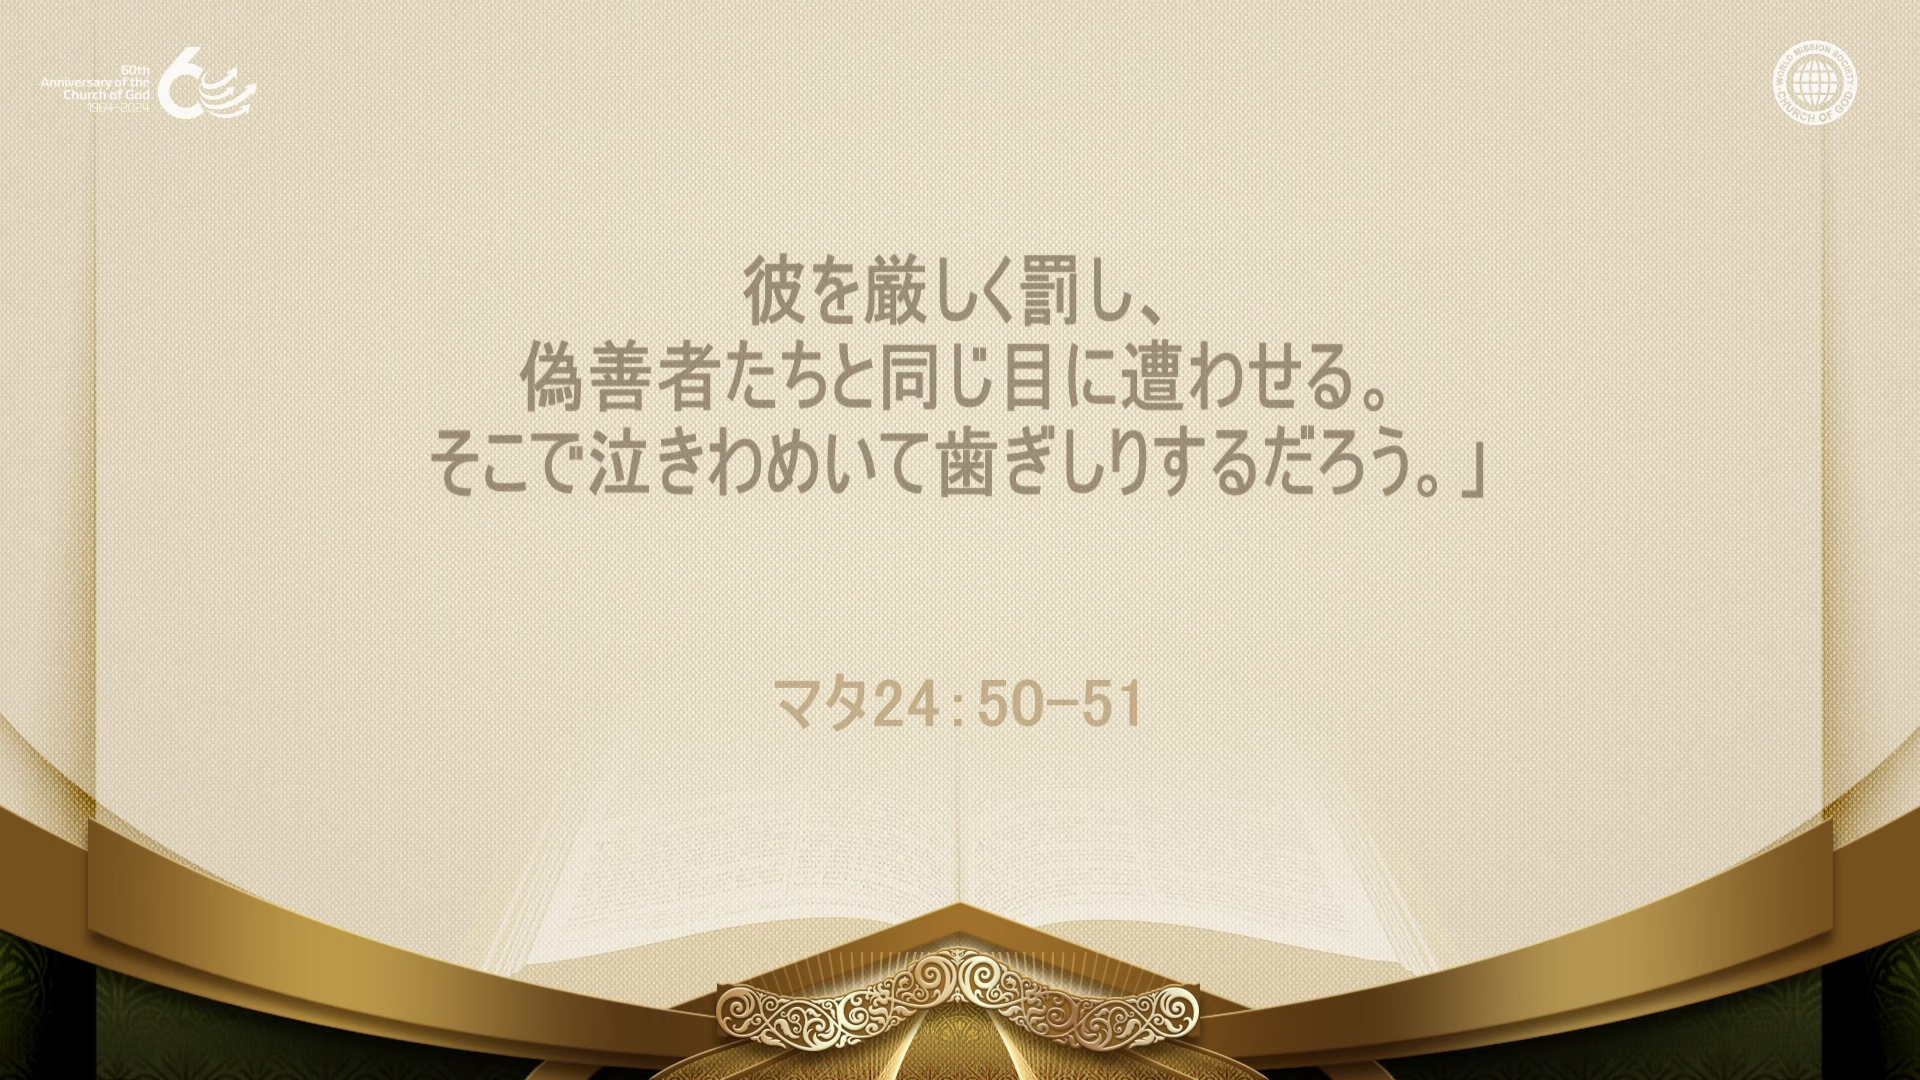 60th
Anniversary of the
Church of God
1964-2024
60
WORLD MISSION SOCIETY
CHURCH OF GOD
彼を厳しく罰し、
偽善者たちと同じ目に遭わせる。
そこで泣きわめいて歯ぎしりするだろう。」
マタ24：50−51